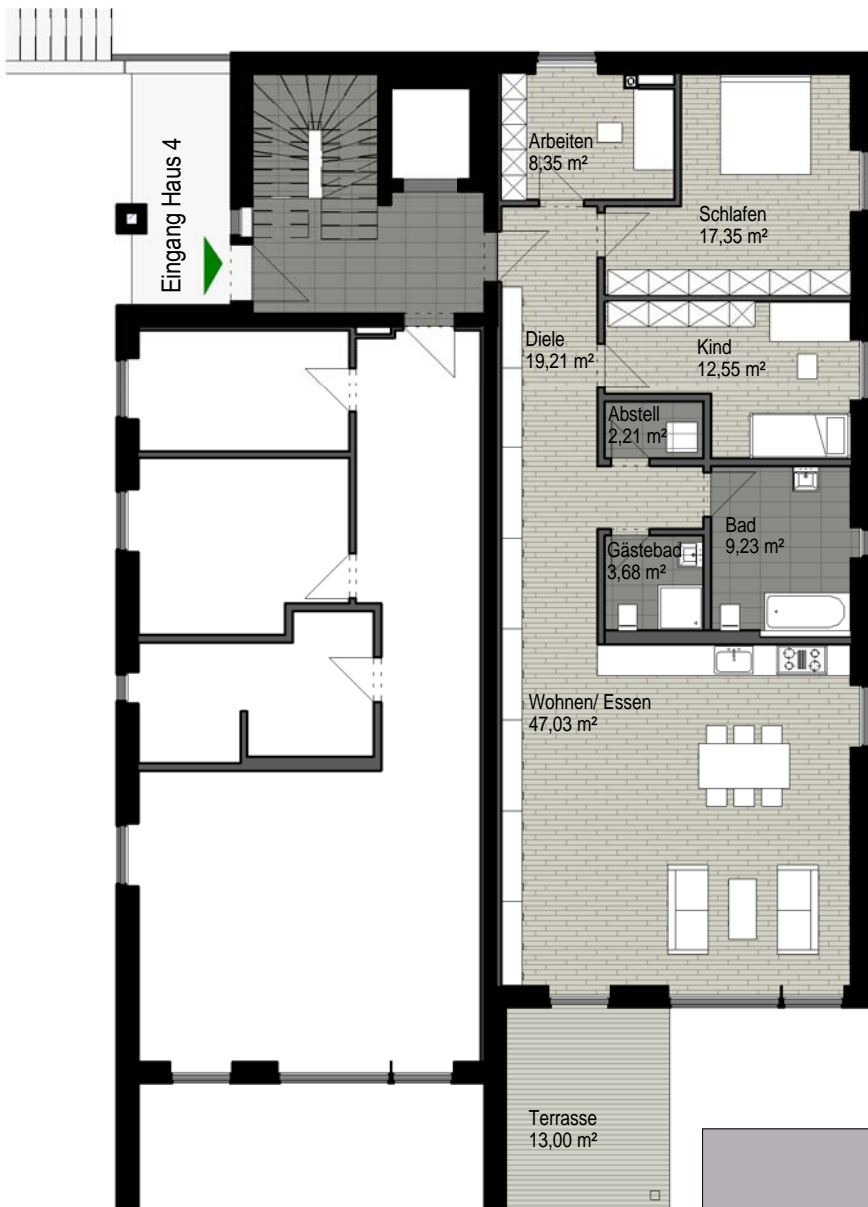 Eingang Haus 4
Arbeiten
8,35 m²
Schlafen
17,35 m²
Diele
19,21 m²
Kind
12,55 m²
Abstell
2,21 m²
Bad
9,23 m²
Gästebad
3,68 m²
Wohnen/ Essen
47,03 m²
Terrasse
13,00 m²